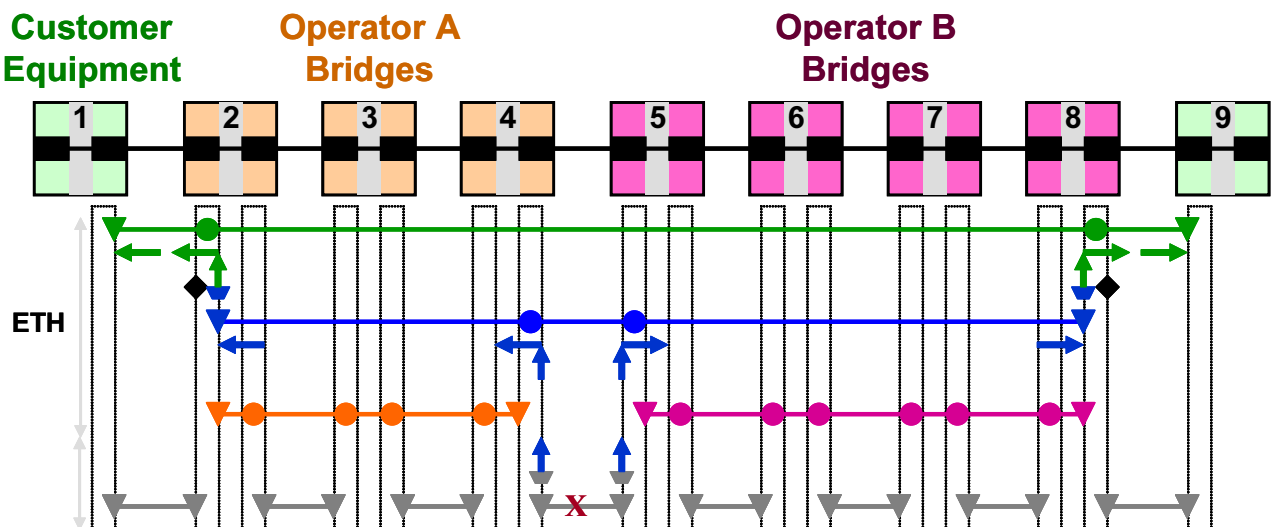 Customer
Equipment
Operator A
Bridges
Operator B
Bridges
1 2 3 4 5 6 7 8 9
ETH
X